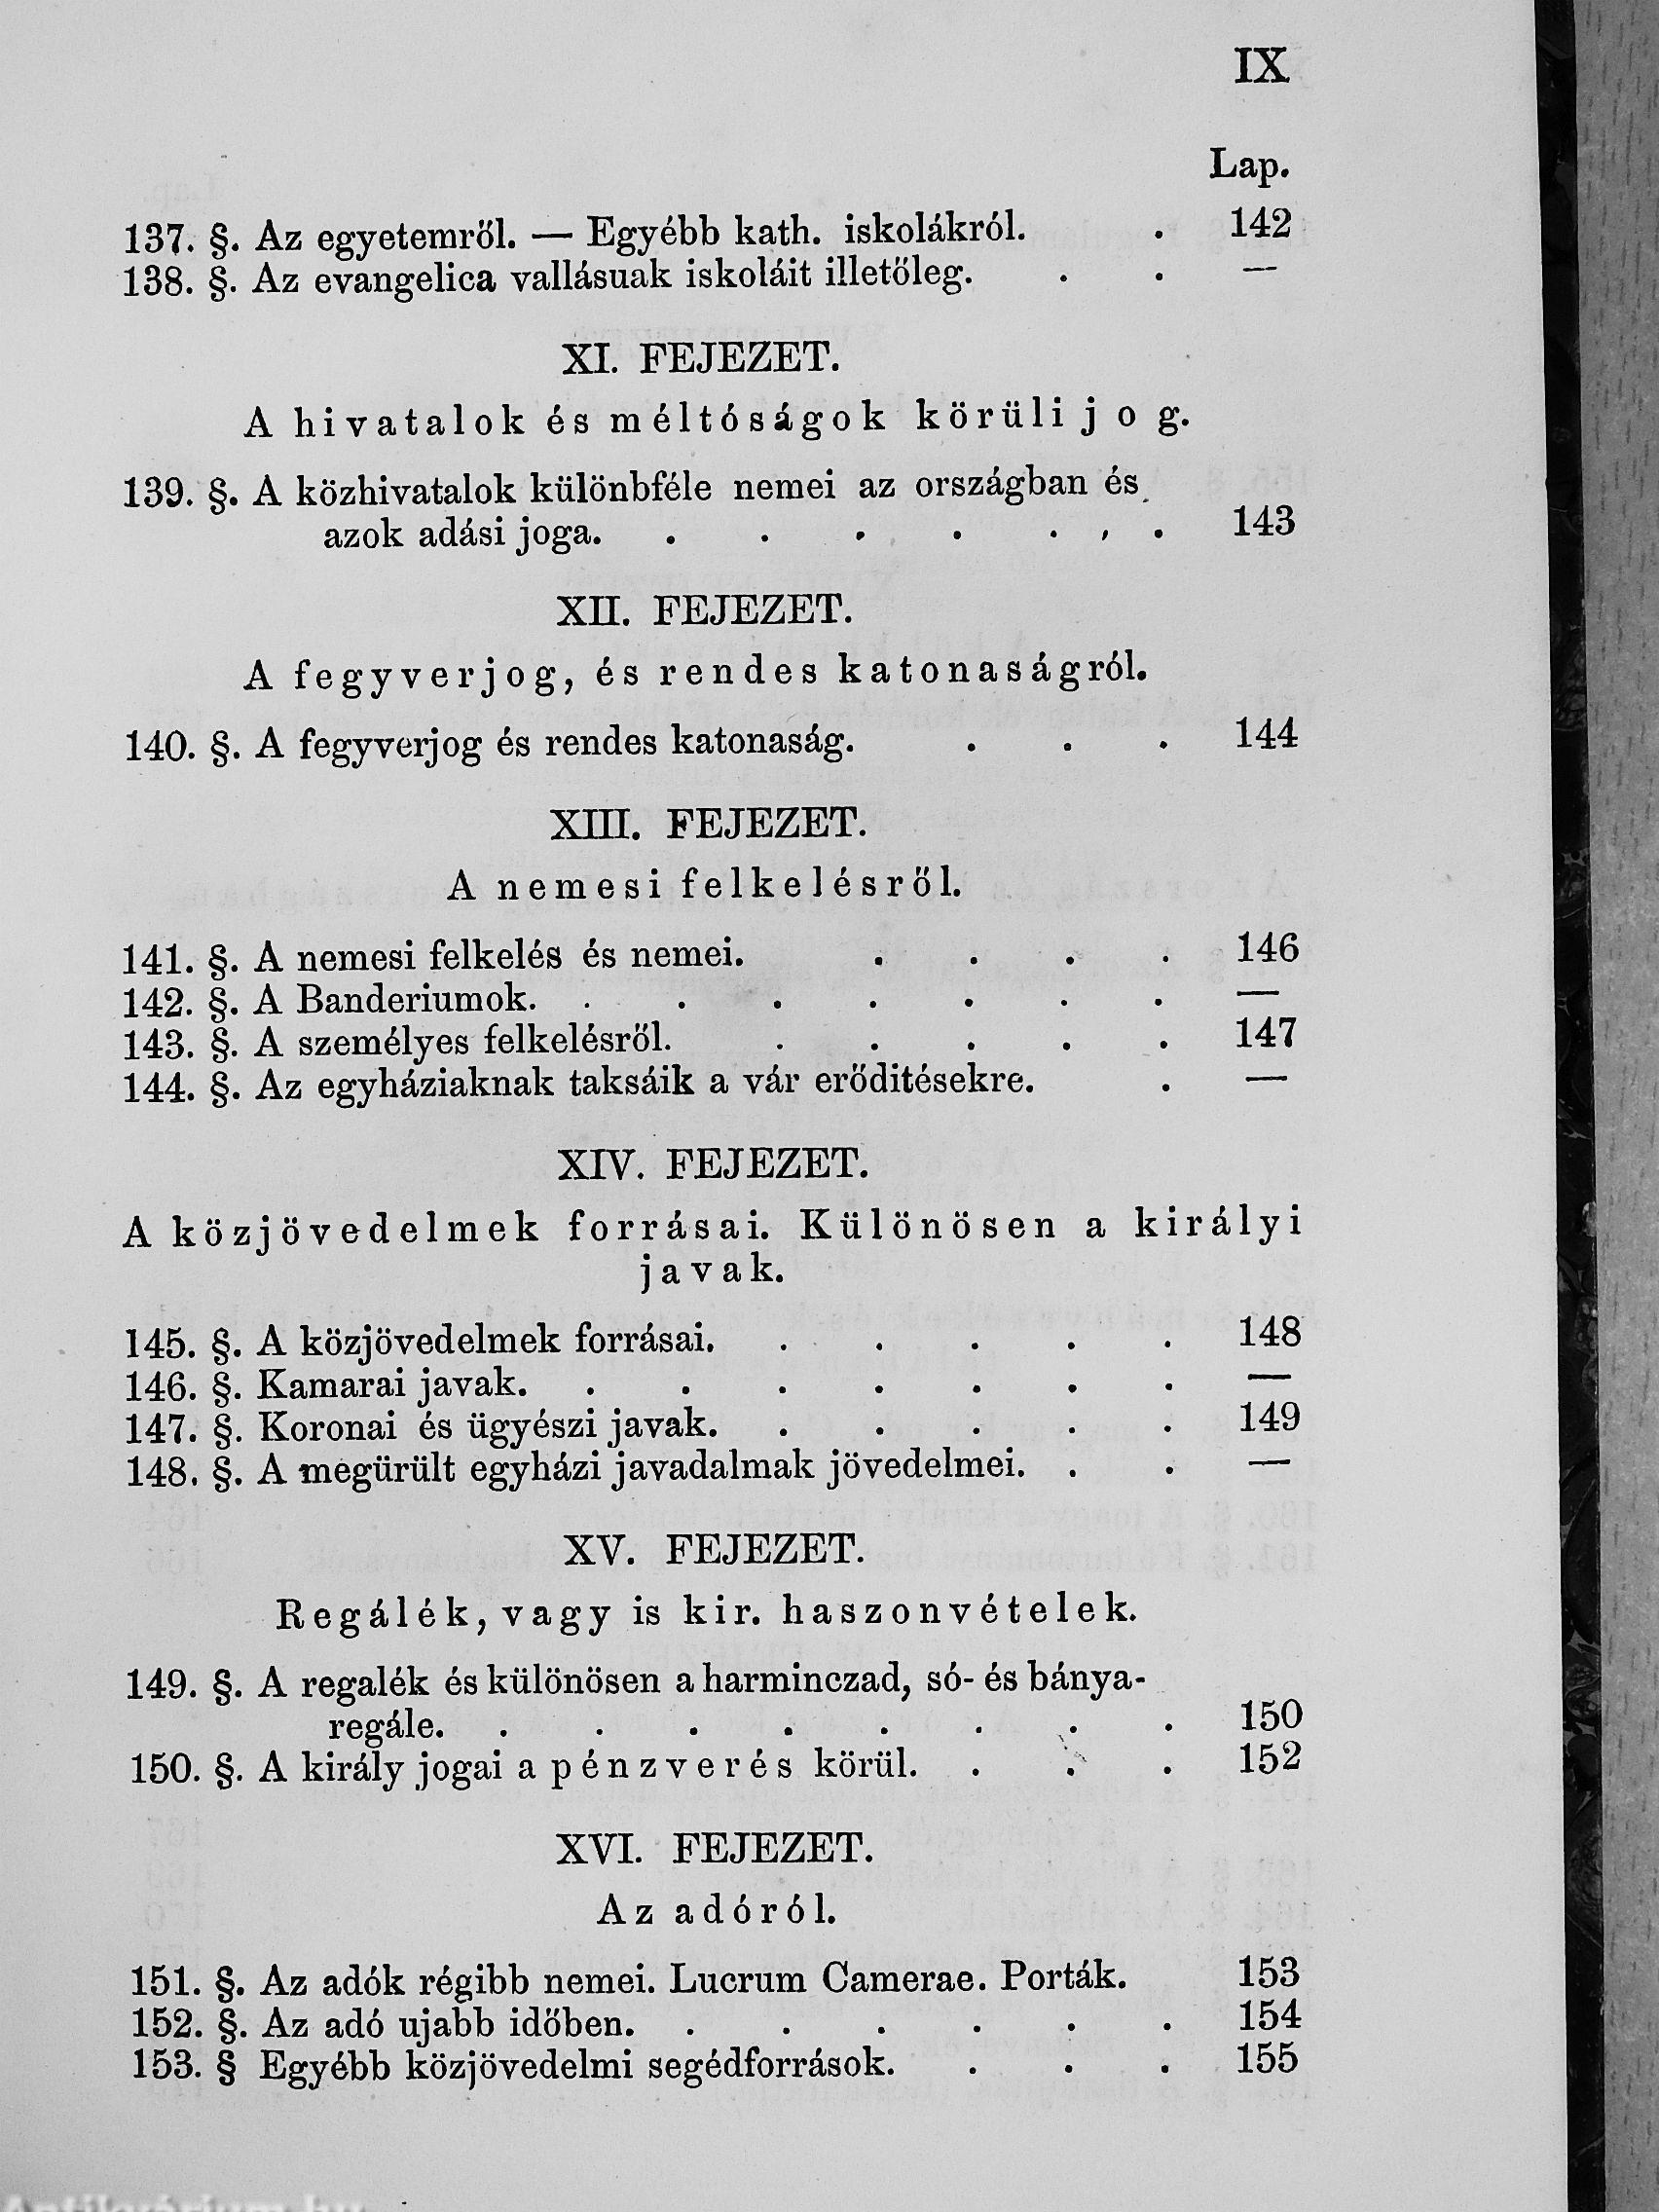 IX
Lap.
137. §. Az egyetemről. — Egyébb kath. iskolákról. . 142
138. §. Az evangelica vallásuak iskoláit illetőleg. . . —
XI. FEJEZET.
A hivatalok és méltóságok körüli jog.
139. §. A közhivatalok különbféle nemei az országban és
azok adási joga. . . . . . . . 143
XII. FEJEZET.
A fegyverjog, és rendes katonaságról.
140. §. A fegyverjog és rendes katonaság. . . . 144
XIII. FEJEZET.
A nemesi felkelésről.
141. §. A nemesi felkelés és nemei. . . . . 146
142. §. A Banderiumok. . . . . . . . —
143. §. A személyes felkelésről. . . . . . 147
144. §. Az egyháziaknak taksáik a vár erőditésekre. . —
XIV. FEJEZET.
A közjövedelmek forrásai. Különösen a királyi
javak.
145. §. A közjövedelmek forrásai. . . . . . 148
146. §. Kamarai javak. . . . . . . . —
147. §. Koronai és ügyészi javak. . . . . . 149
148. §. A megürült egyházi javadalmak jövedelmei. . . —
XV. FEJEZET.
Regálék, vagy is kir. haszonvételek.
149. §. A regalék és különösen a harminczad, só- és bánya-
regále. . . . . . . . . 150
150. §. A király jogai a pénzverés körül. . . . 152
XVI. FEJEZET.
Az adóról.
151. §. Az adók régibb nemei. Lucrum Camerae. Porták. 153
152. §. Az adó ujabb időben. . . . . . . 154
153. § Egyébb közjövedelmi segédforrások. . . . 155